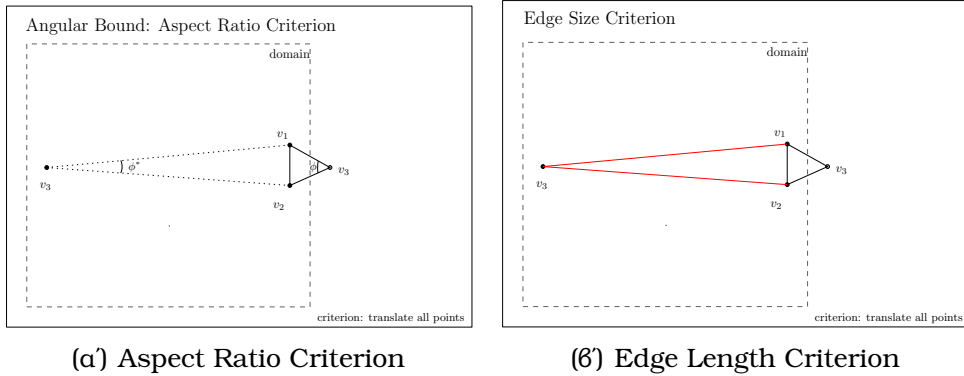 Angular Bound: Aspect Ratio Criterion
domain
v₁
ϕ*
ϕ
v₃
v₃
v₂
criterion: translate all points
(α′) Aspect Ratio Criterion
Edge Size Criterion
domain
v₁
v₃
v₃
v₂
criterion: translate all points
(β′) Edge Length Criterion